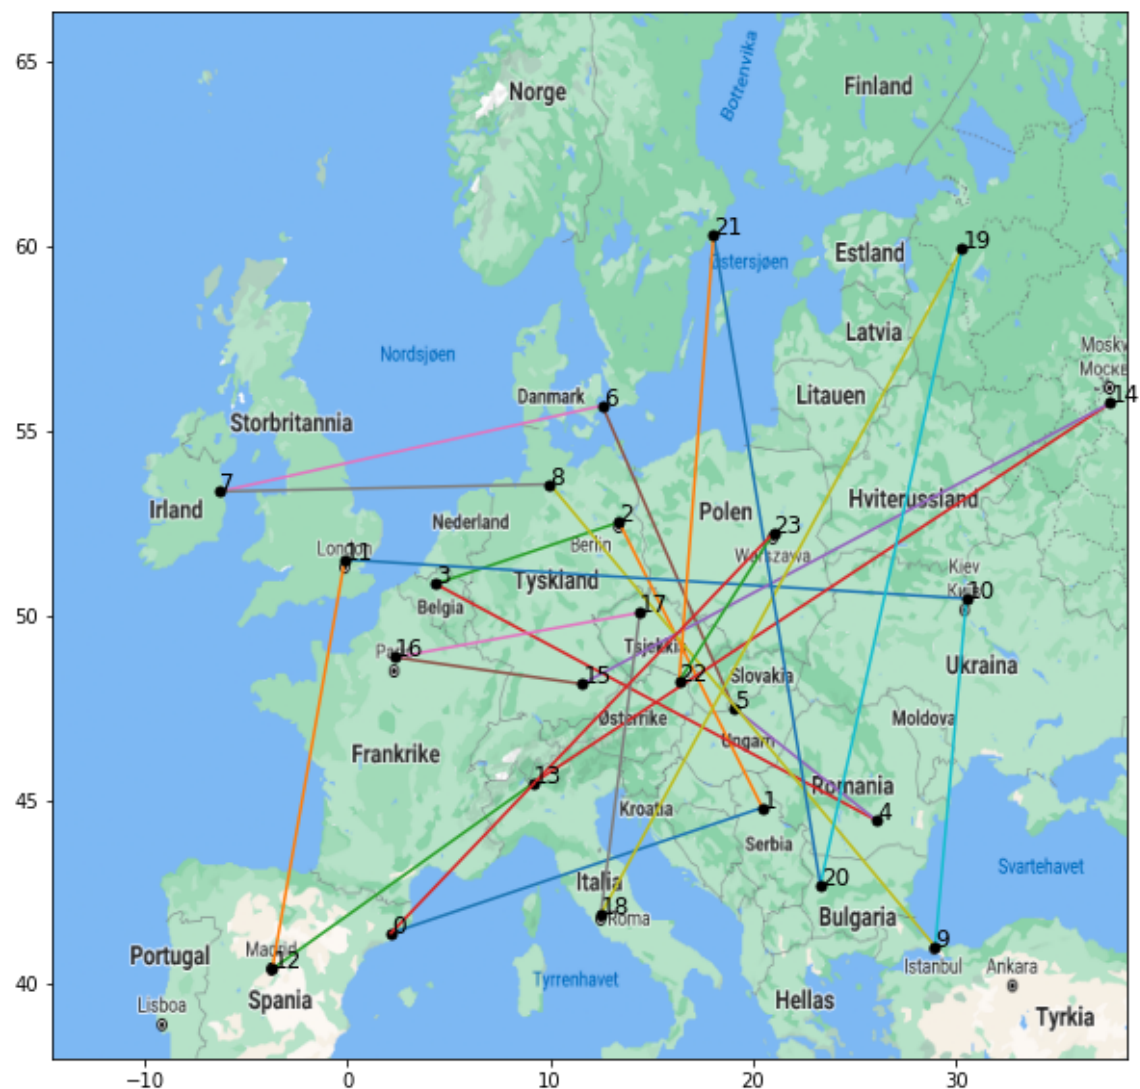 65
Norge
Bottenvika
Finland
60
21
19
Østersjøen
Estland
Latvia
Nordsjøen
Moskv
Москв
Litauen
Danmark
6
14
55
Storbritannia
7
8
Irland
Hviterussland
Nederland
2
Polen
23
Berlin
Warszawa
London
11
Kiev
Київ
10
3
Tyskland
50
Belgia
17
16
Tsjekkia
Ukraina
15
22
Slovakia
5
Østerrike
Moldova
Ungarn
Frankrike
13
Romania
45
Kroatia
1
4
Serbia
Svartehavet
Italia
20
18
Roma
0
Bulgaria
9
Portugal
Madrid
12
Istanbul
Ankara
40
Tyrrenhavet
Lisboa
Spania
Hellas
Tyrkia
−10
0
10
20
30